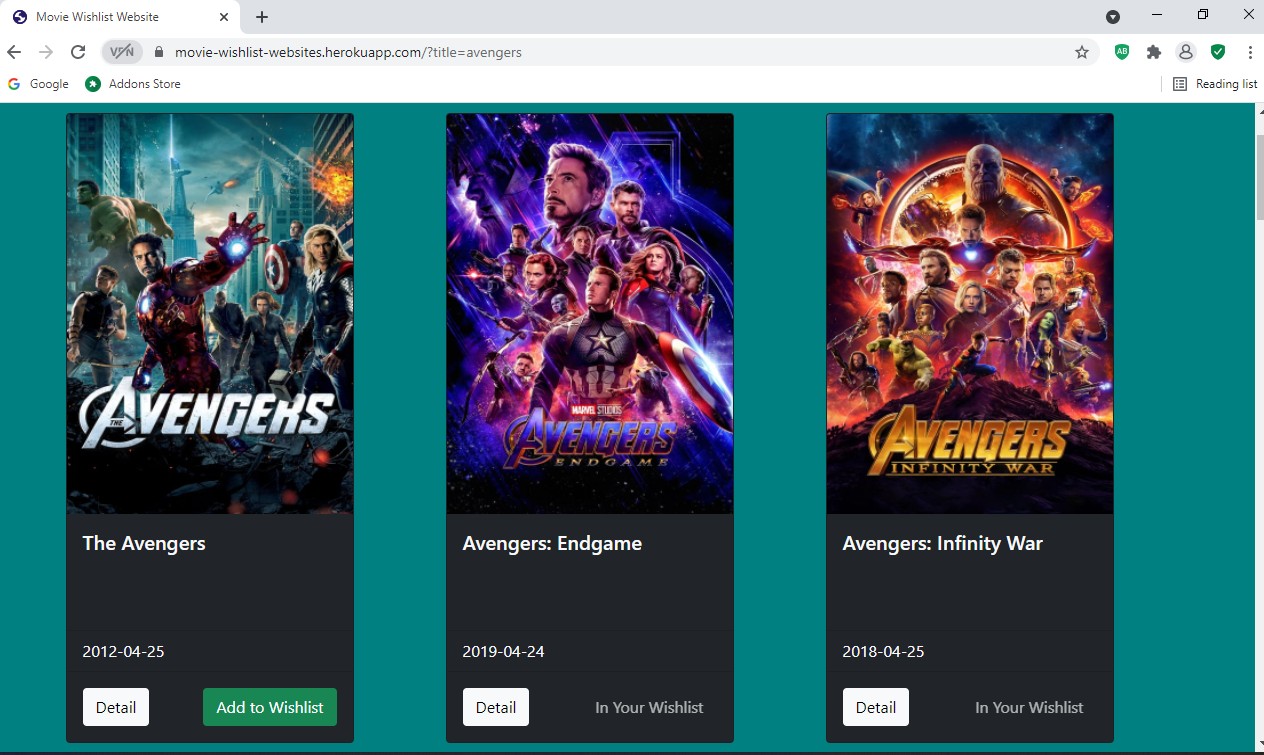 Movie Wishlist Website
VPN
movie-wishlist-websites.herokuapp.com/?title=avengers
AB
Google
Addons Store
Reading list
THE AVENGERS
MARVEL STUDIOS
AVENGERS
ENDGAME
AVENGERS
INFINITY WAR
The Avengers
Avengers: Endgame
Avengers: Infinity War
2012-04-25
2019-04-24
2018-04-25
Detail
Add to Wishlist
Detail
In Your Wishlist
Detail
In Your Wishlist